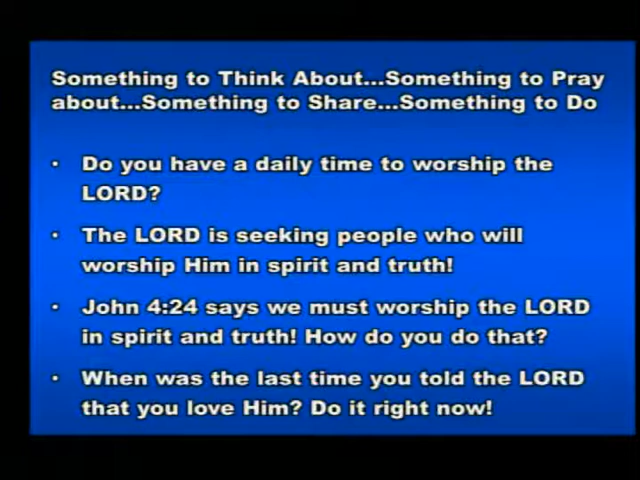 Something to Think About...Something to Pray
about...Something to Share...Something to Do
• Do you have a daily time to worship the
LORD?
• The LORD is seeking people who will
worship Him in spirit and truth!
• John 4:24 says we must worship the LORD
in spirit and truth! How do you do that?
• When was the last time you told the LORD
that you love Him? Do it right now!